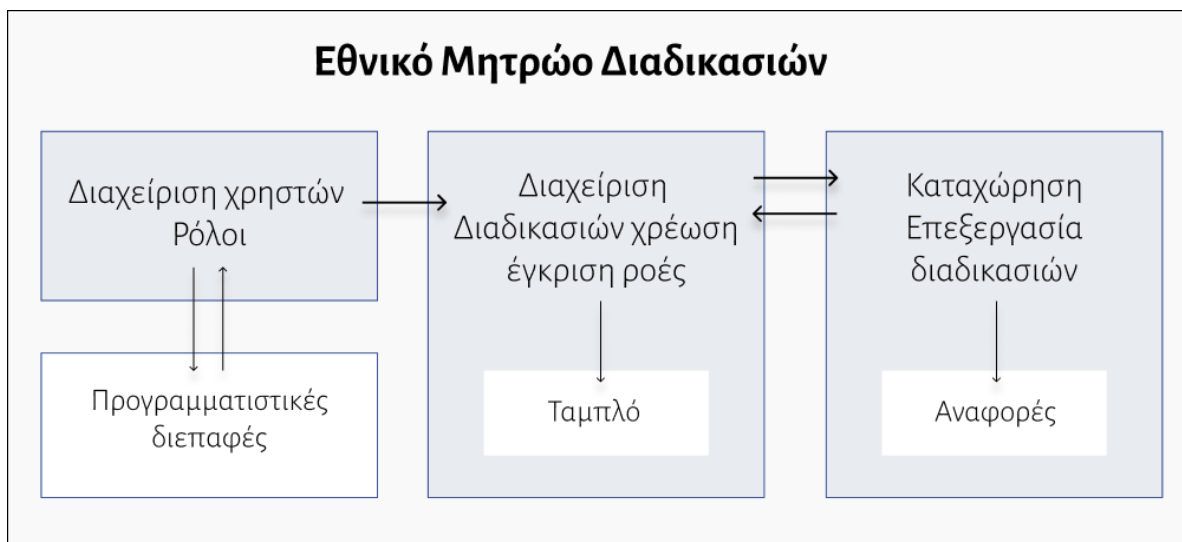 Εθνικό Μητρώο Διαδικασιών
Διαχείριση χρηστών
Ρόλοι
Προγραμματιστικές
διεπαφές
Διαχείριση
Διαδικασιών χρέωση
έγκριση ροές
Ταμπλό
Καταχώρηση
Επεξεργασία
διαδικασιών
Αναφορές